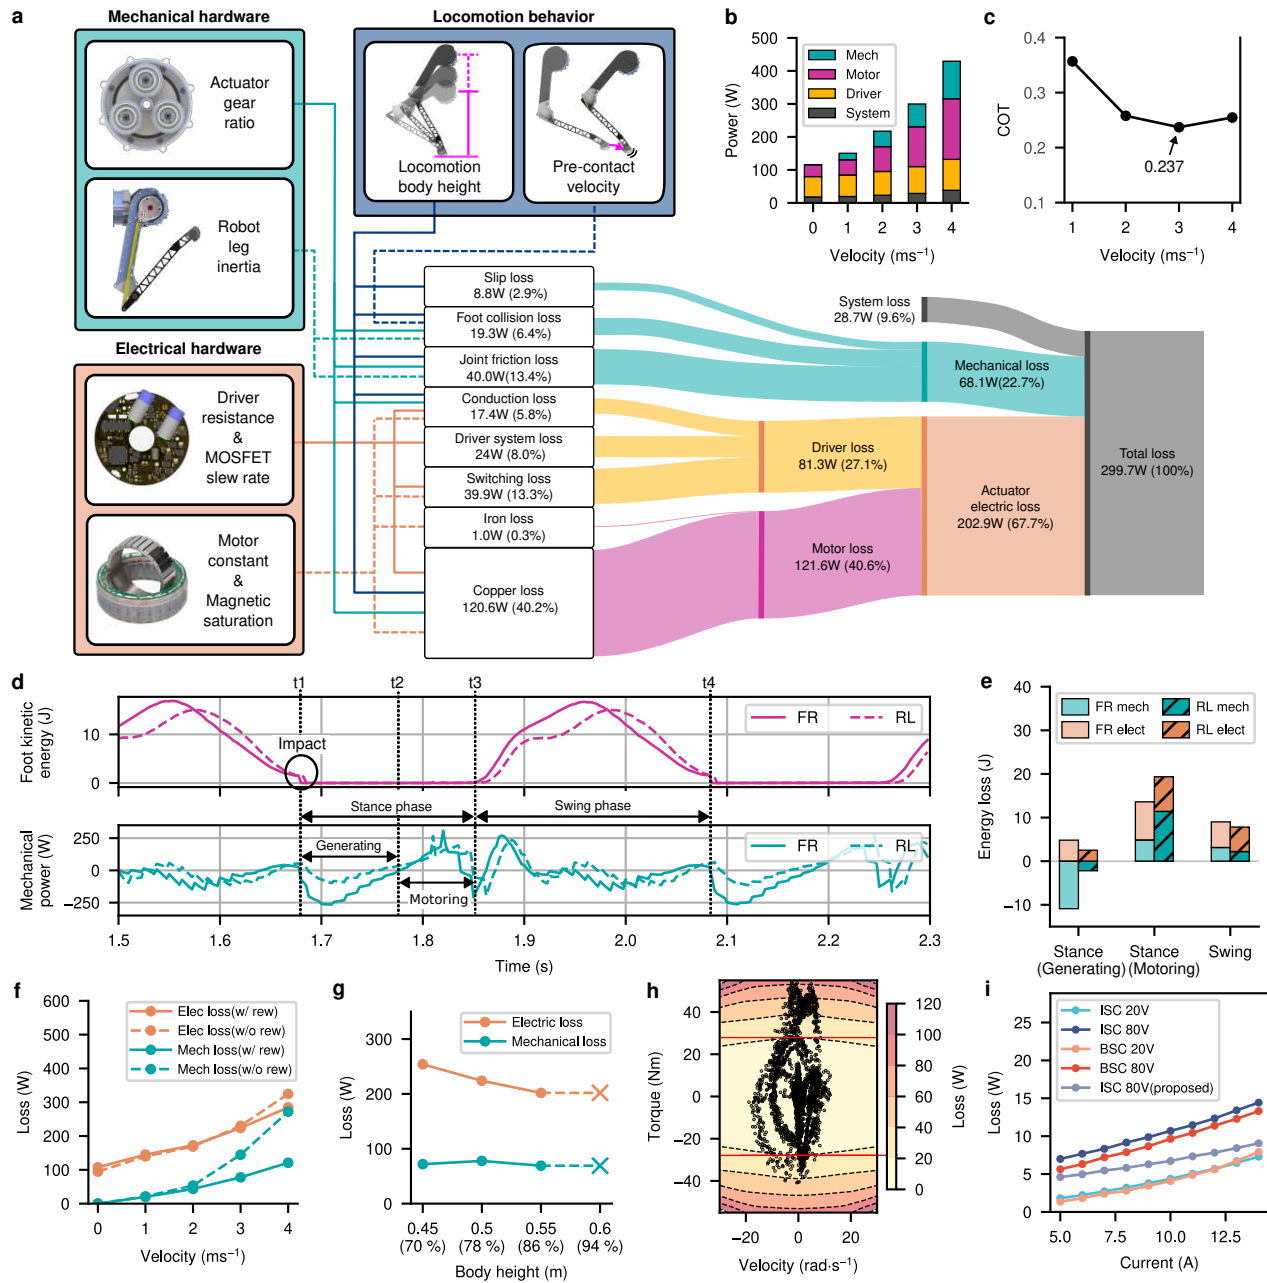 a
Mechanical hardware
Actuator
gear
ratio
Robot
leg
inertia
Locomotion behavior
Locomotion
body height
Pre-contact
velocity
Electrical hardware
Driver
resistance
&
MOSFET
slew rate
Motor
constant
&
Magnetic
saturation
Slip loss
8.8W (2.9%)
Foot collision loss
19.3W (6.4%)
Joint friction loss
40.0W(13.4%)
Conduction loss
17.4W (5.8%)
Driver system loss
24W (8.0%)
Switching loss
39.9W (13.3%)
Iron loss
1.0W (0.3%)
Copper loss
120.6W (40.2%)
System loss
28.7W (9.6%)
Mechanical loss
68.1W(22.7%)
Driver loss
81.3W (27.1%)
Motor loss
121.6W (40.6%)
Actuator
electric loss
202.9W (67.7%)
Total loss
299.7W (100%)
b
500
400
300
200
100
0
Power (W)
Mech
Motor
Driver
System
0 1 2 3 4
Velocity (ms⁻¹)
c
0.4
0.3
0.2
0.1
COT
0.237
1 2 3 4
Velocity (ms⁻¹)
d
t1 t2 t3 t4
Foot kinetic
energy (J)
10
0
Impact
FR RL
Stance phase
Swing phase
Mechanical
power (W)
250
0
−250
Generating
Motoring
FR RL
1.5 1.6 1.7 1.8 1.9 2.0 2.1 2.2 2.3
Time (s)
e
40
30
20
10
0
−10
Energy loss (J)
FR mech RL mech
FR elect RL elect
Stance Stance Swing
(Generating) (Motoring)
f
600
500
400
300
200
100
0
Loss (W)
Elec loss(w/ rew)
Elec loss(w/o rew)
Mech loss(w/ rew)
Mech loss(w/o rew)
0 1 2 3 4
Velocity (ms⁻¹)
g
300
200
100
0
Loss (W)
Electric loss
Mechanical loss
0.45 0.5 0.55 0.6
(70 %) (78 %) (86 %) (94 %)
Body height (m)
h
40
20
0
−20
−40
Torque (Nm)
−20 0 20
Velocity (rad·s⁻¹)
120
100
80
60
40
20
0
Loss (W)
i
25
20
15
10
5
0
Loss (W)
ISC 20V
ISC 80V
BSC 20V
BSC 80V
ISC 80V(proposed)
5.0 7.5 10.0 12.5
Current (A)